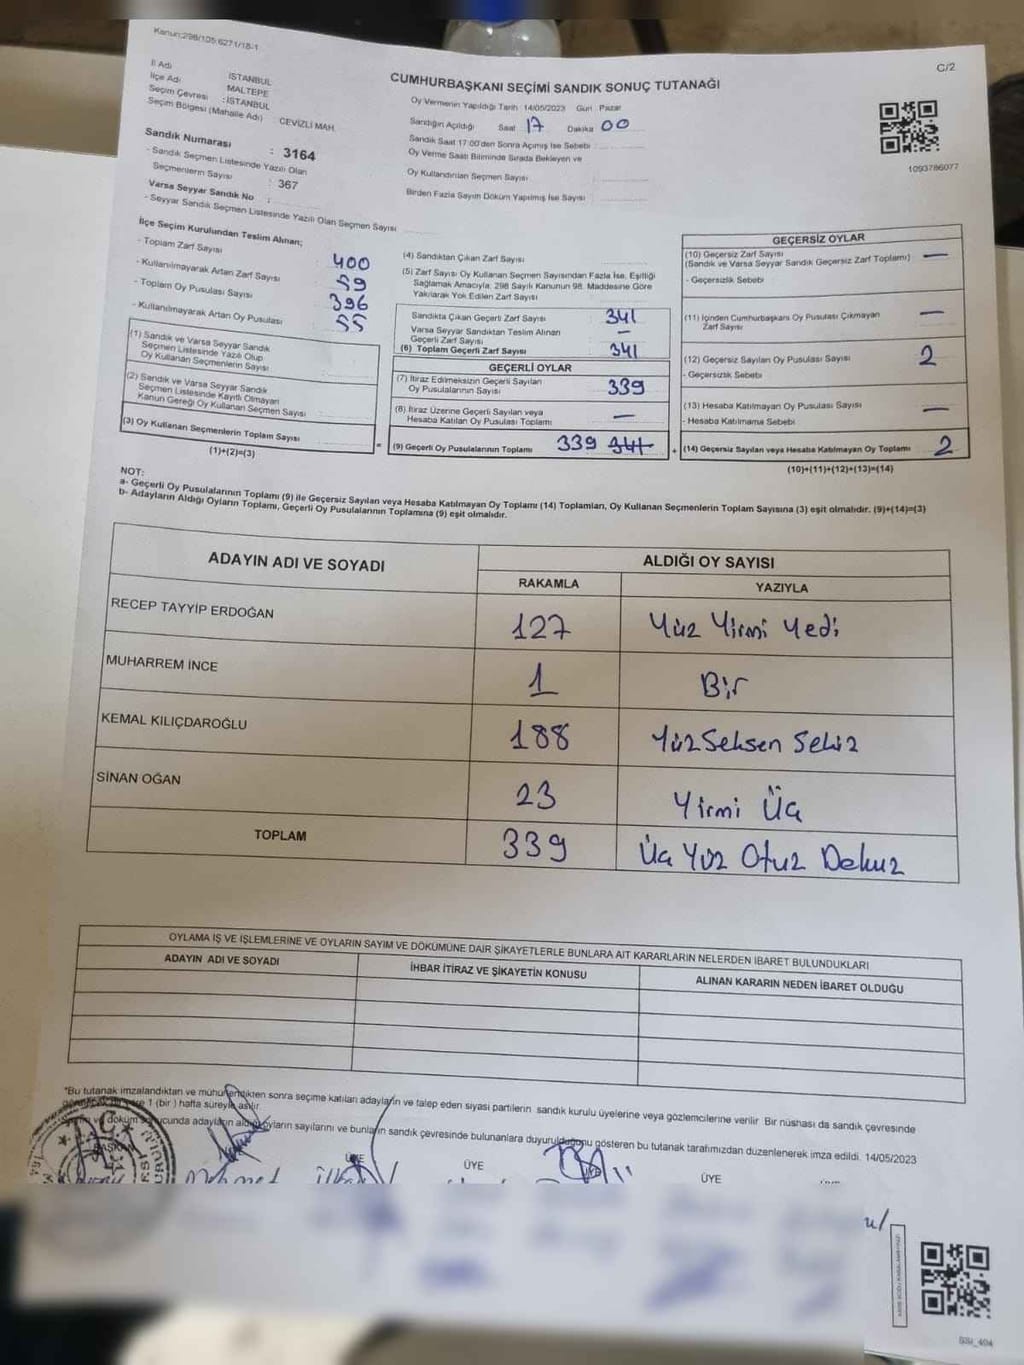 Kanun:298/105;6271/18-1
C/2
İl Adı : İSTANBUL
İlçe Adı MALTEPE
Seçim Çevresi : İSTANBUL
Seçim Bölgesi (Mahalle Adı) : CEVİZLİ MAH.
Sandık Numarası : 3164
- Sandık Seçmen Listesinde Yazılı Olan
Seçmenlerin Sayısı : 367
Varsa Seyyar Sandık No :
- Seyyar Sandık Seçmen Listesinde Yazılı Olan Seçmen Sayısı
CUMHURBAŞKANI SEÇİMİ SANDIK SONUÇ TUTANAĞI
Oy Vermenin Yapıldığı Tarih :14/05/2023 Gün : Pazar
Sandığın Açıldığı Saat 17 Dakika 00
Sandık Saat 17:00'den Sonra Açılmış İse Sebebi
Oy Verme Saati Bitiminde Sırada Bekleyen ve
Oy Kullandırılan Seçmen Sayısı
Birden Fazla Sayım Döküm Yapılmış İse Sayısı
1093786077
İlçe Seçim Kurulundan Teslim Alınan;
- Toplam Zarf Sayısı 400
- Kullanılmayarak Artan Zarf Sayısı 59
- Toplam Oy Pusulası Sayısı 396
- Kullanılmayarak Artan Oy Pusulası 55
(1) Sandık ve Varsa Seyyar Sandık
Seçmen Listesinde Yazılı Olup
Oy Kullanan Seçmenlerin Sayısı
(2) Sandık ve Varsa Seyyar Sandık
Seçmen Listesinde Kayıtlı Olmayan
Kanun Gereği Oy Kullanan Seçmen Sayısı
(3) Oy Kullanan Seçmenlerin Toplam Sayısı
(1)+(2)=(3)
(4) Sandıktan Çıkan Zarf Sayısı
(5) Zarf Sayısı Oy Kullanan Seçmen Sayısından Fazla İse, Eşitliği
Sağlamak Amacıyla; 298 Sayılı Kanunun 98. Maddesine Göre
Yakılarak Yok Edilen Zarf Sayısı
Sandıkta Çıkan Geçerli Zarf Sayısı 341
Varsa Seyyar Sandıktan Teslim Alınan
Geçerli Zarf Sayısı —
(6) Toplam Geçerli Zarf Sayısı 341
GEÇERLİ OYLAR
(7) İtiraz Edilmeksizin Geçerli Sayılan
Oy Pusulalarının Sayısı 339
(8) İtiraz Üzerine Geçerli Sayılan veya
Hesaba Katılan Oy Pusulası Toplamı —
= (9) Geçerli Oy Pusulalarının Toplamı 339 341 +
GEÇERSİZ OYLAR
(10) Geçersiz Zarf Sayısı
(Sandık ve Varsa Seyyar Sandık Geçersiz Zarf Toplamı) —
- Geçersizlik Sebebi
(11) İçinden Cumhurbaşkanı Oy Pusulası Çıkmayan
Zarf Sayısı —
(12) Geçersiz Sayılan Oy Pusulası Sayısı 2
- Geçersizlik Sebebi
(13) Hesaba Katılmayan Oy Pusulası Sayısı —
- Hesaba Katılmama Sebebi
(14) Geçersiz Sayılan veya Hesaba Katılmayan Oy Toplamı 2
(10)+(11)+(12)+(13)=(14)
NOT:
a- Geçerli Oy Pusulalarının Toplamı (9) ile Geçersiz Sayılan veya Hesaba Katılmayan Oy Toplamı (14) Toplamları, Oy Kullanan Seçmenlerin Toplam Sayısına (3) eşit olmalıdır. (9)+(14)=(3)
b- Adayların Aldığı Oyların Toplamı, Geçerli Oy Pusulalarının Toplamına (9) eşit olmalıdır.
ADAYIN ADI VE SOYADI ALDIĞI OY SAYISI
RAKAMLA YAZIYLA
RECEP TAYYİP ERDOĞAN 127 Yüz Yirmi Yedi
MUHARREM İNCE 1 Bir
KEMAL KILIÇDAROĞLU 188 Yüz Seksen Sekiz
SİNAN OĞAN 23 Yirmi Üç
TOPLAM 339 Üç Yüz Otuz Dokuz
OYLAMA İŞ VE İŞLEMLERİNE VE OYLARIN SAYIM VE DÖKÜMÜNE DAİR ŞİKAYETLERLE BUNLARA AİT KARARLARIN NELERDEN İBARET BULUNDUKLARI
ADAYIN ADI VE SOYADI İHBAR İTİRAZ VE ŞİKAYETİN KONUSU ALINAN KARARIN NEDEN İBARET OLDUĞU
*Bu tutanak imzalandıktan ve mühürlendikten sonra seçime katılan adayların ve talep eden siyasi partilerin sandık kurulu üyelerine veya gözlemcilerine verilir Bir nüshası da sandık çevresinde
yere 1 (bir) hafta süreyle asılır.
ve döküm sonucunda adayların aldığı oyların sayılarını ve bunların sandık çevresinde bulunanlara duyurulduğunu gösteren bu tutanak tarafımızdan düzenlenerek imza edildi. 14/05/2023
BAŞKAN ÜYE ÜYE ÜYE ÜYE
Mehmet
SSI_404